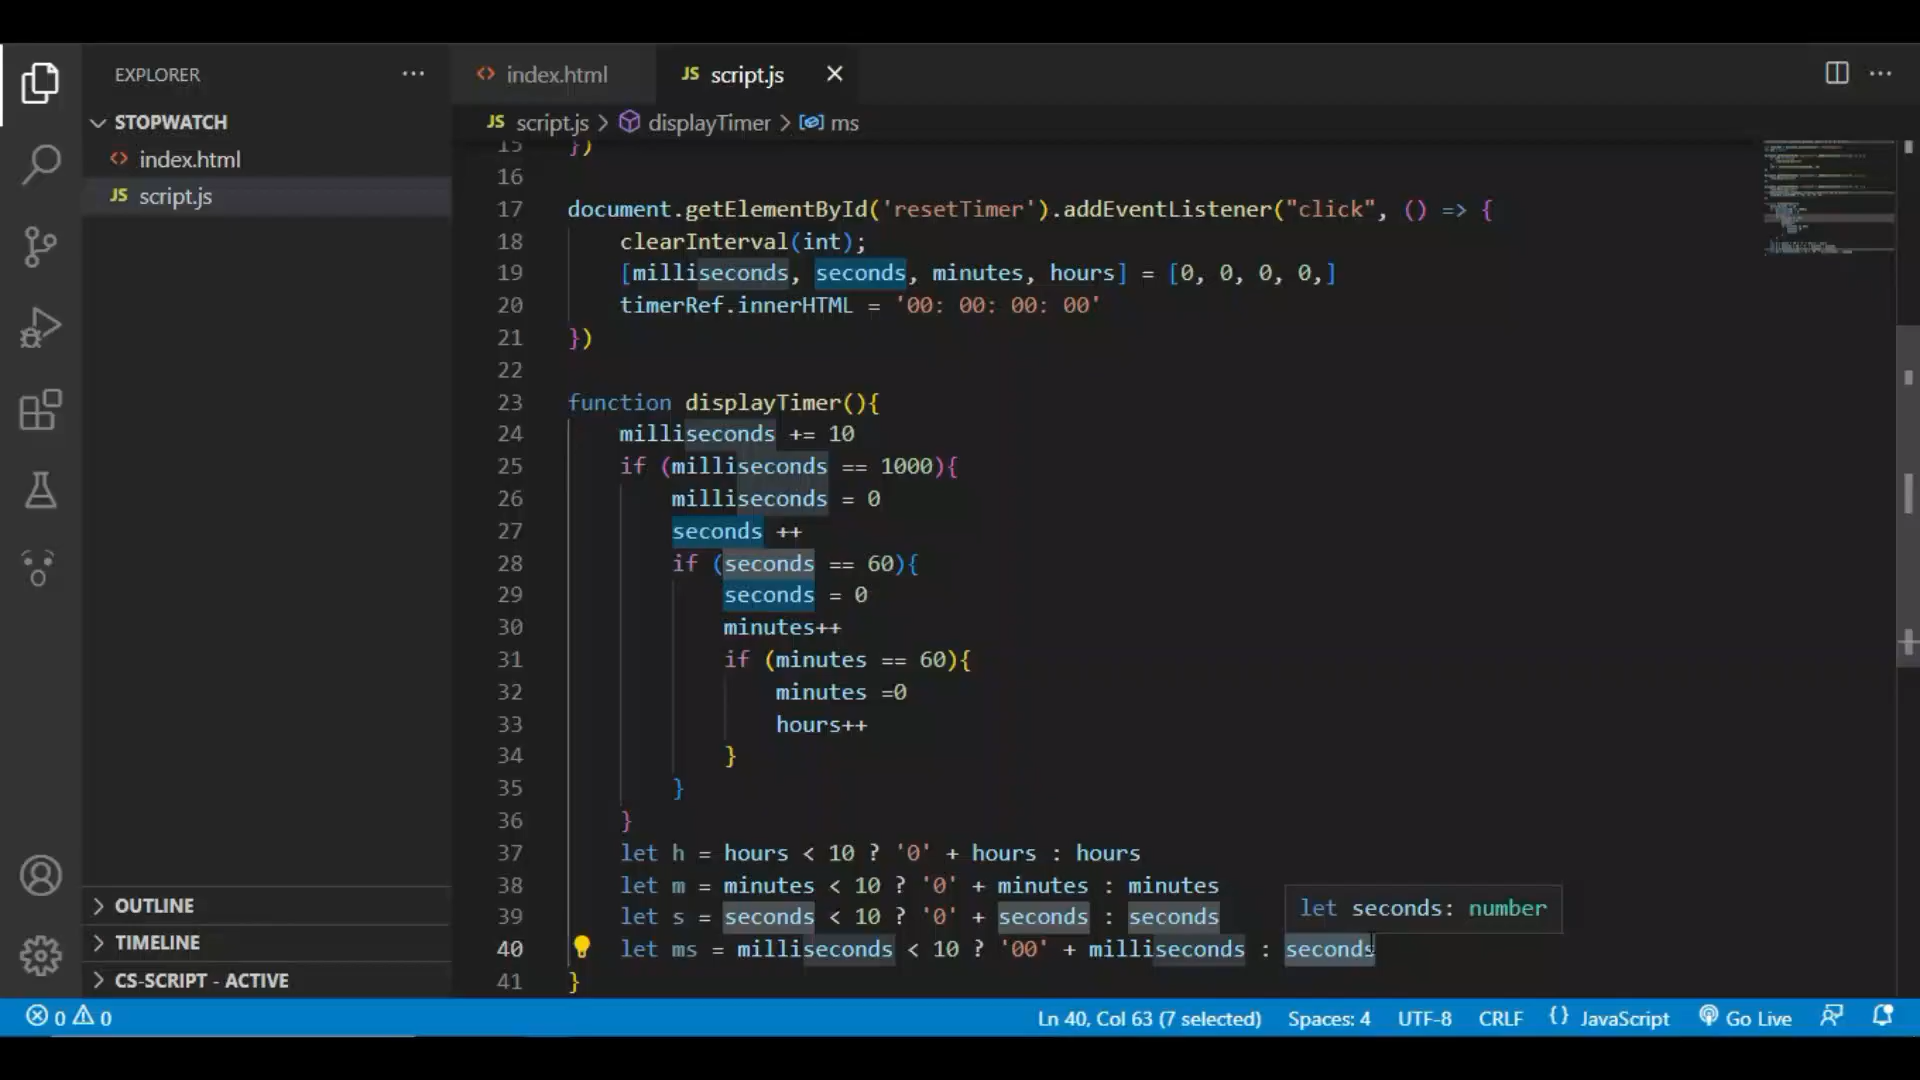 EXPLORER
index.html
JS script.js
STOPWATCH
index.html
JS script.js
JS script.js > displayTimer > ms
15 })
16
17 document.getElementById('resetTimer').addEventListener("click", () => {
18 clearInterval(int);
19 [milliseconds, seconds, minutes, hours] = [0, 0, 0, 0,]
20 timerRef.innerHTML = '00: 00: 00: 00'
21 })
22
23 function displayTimer(){
24 milliseconds += 10
25 if (milliseconds == 1000){
26 milliseconds = 0
27 seconds ++
28 if (seconds == 60){
29 seconds = 0
30 minutes++
31 if (minutes == 60){
32 minutes =0
33 hours++
34 }
35 }
36 }
37 let h = hours < 10 ? '0' + hours : hours
38 let m = minutes < 10 ? '0' + minutes : minutes
39 let s = seconds < 10 ? '0' + seconds : seconds
let seconds: number
40 let ms = milliseconds < 10 ? '00' + milliseconds : seconds
41 }
OUTLINE
TIMELINE
CS-SCRIPT - ACTIVE
0 0
Ln 40, Col 63 (7 selected)
Spaces: 4
UTF-8
CRLF
{} JavaScript
Go Live